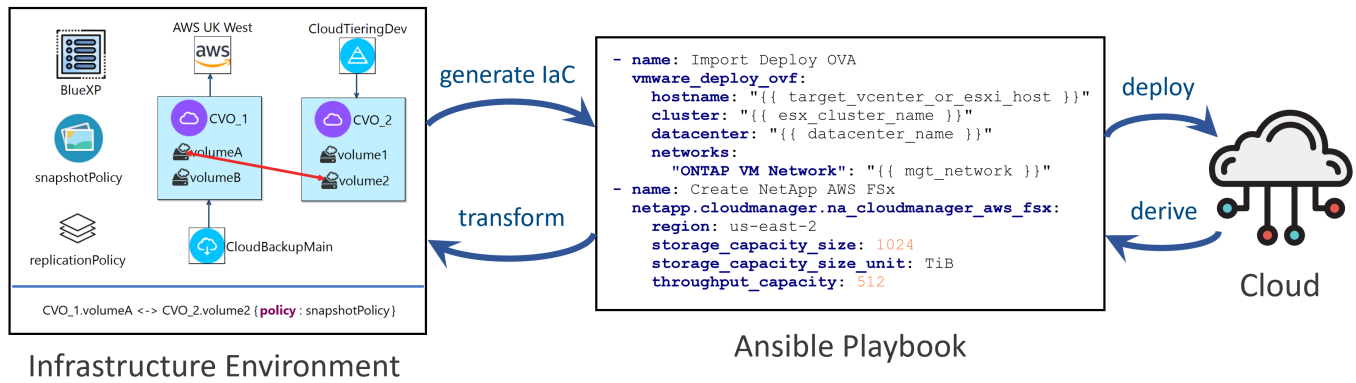 AWS UK West
CloudTieringDev
aws
BlueXP
CVO_1
CVO_2
volumeA
volume1
volumeB
volume2
snapshotPolicy
CloudBackupMain
replicationPolicy
CVO_1.volumeA <-> CVO_2.volume2 {policy : snapshotPolicy}
Infrastructure Environment
generate IaC
transform
- name: Import Deploy OVA
vmware_deploy_ovf:
hostname: "{{ target_vcenter_or_esxi_host }}"
cluster: "{{ esx_cluster_name }}"
datacenter: "{{ datacenter_name }}"
networks:
"ONTAP VM Network": "{{ mgt_network }}"
- name: Create NetApp AWS FSx
netapp.cloudmanager.na_cloudmanager_aws_fsx:
region: us-east-2
storage_capacity_size: 1024
storage_capacity_size_unit: TiB
throughput_capacity: 512
Ansible Playbook
deploy
derive
Cloud